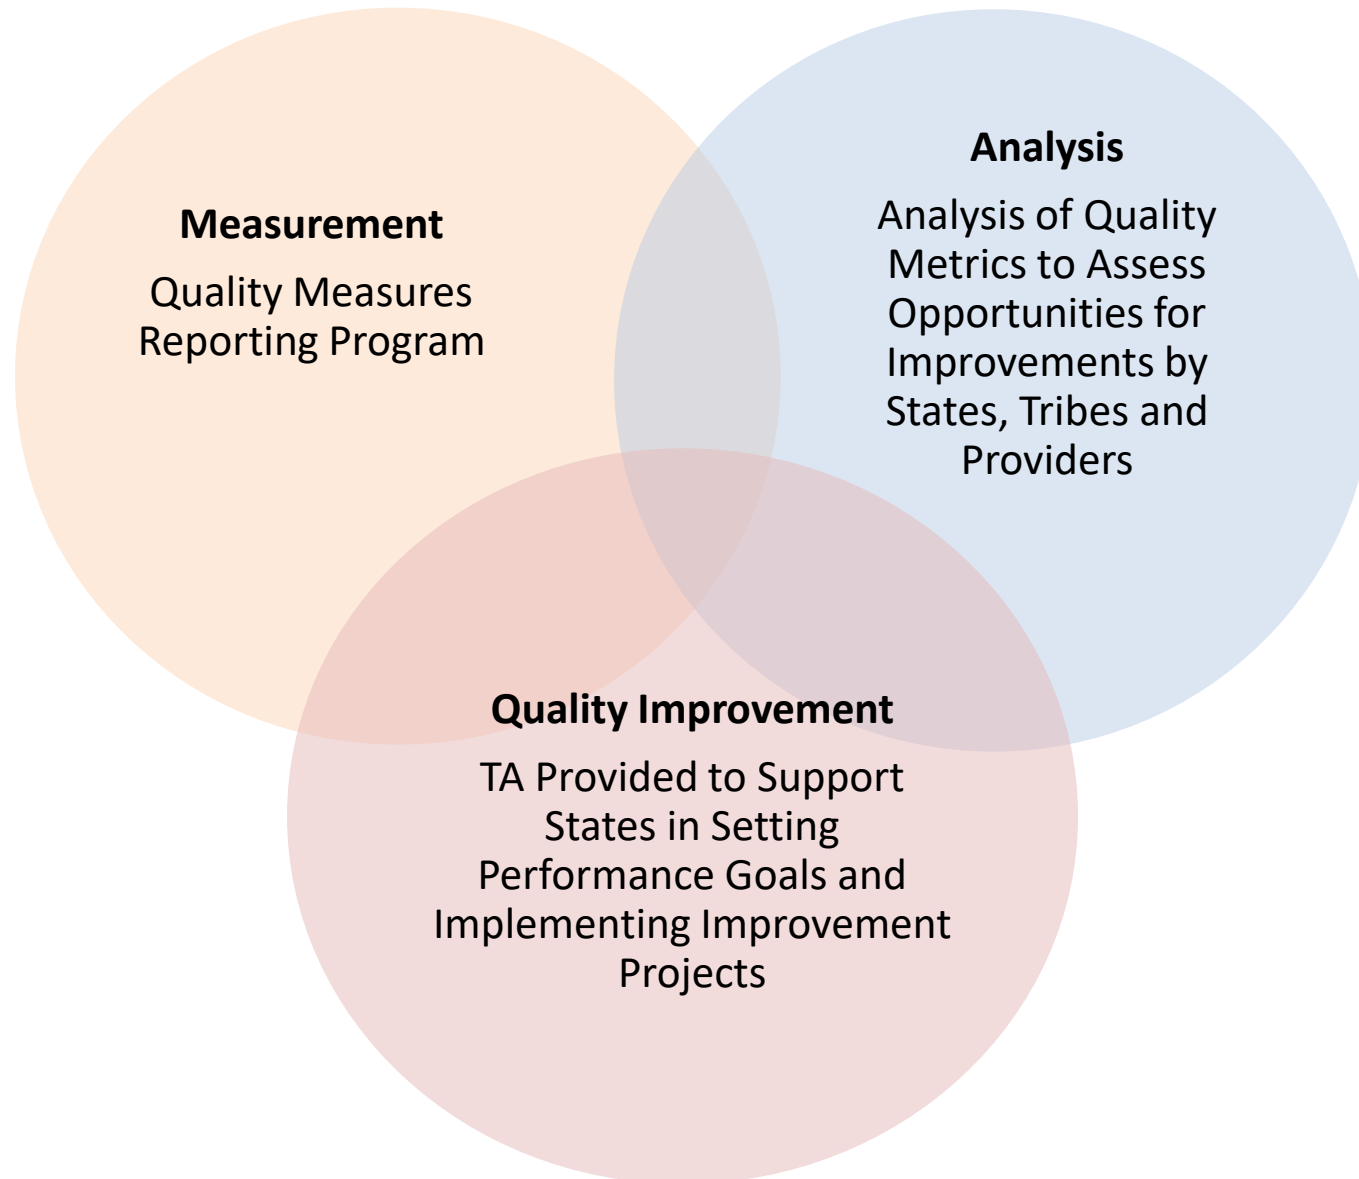 Measurement
Quality Measures
Reporting Program
Analysis
Analysis of Quality
Metrics to Assess
Opportunities for
Improvements by
States, Tribes and
Providers
Quality Improvement
TA Provided to Support
States in Setting
Performance Goals and
Implementing Improvement
Projects